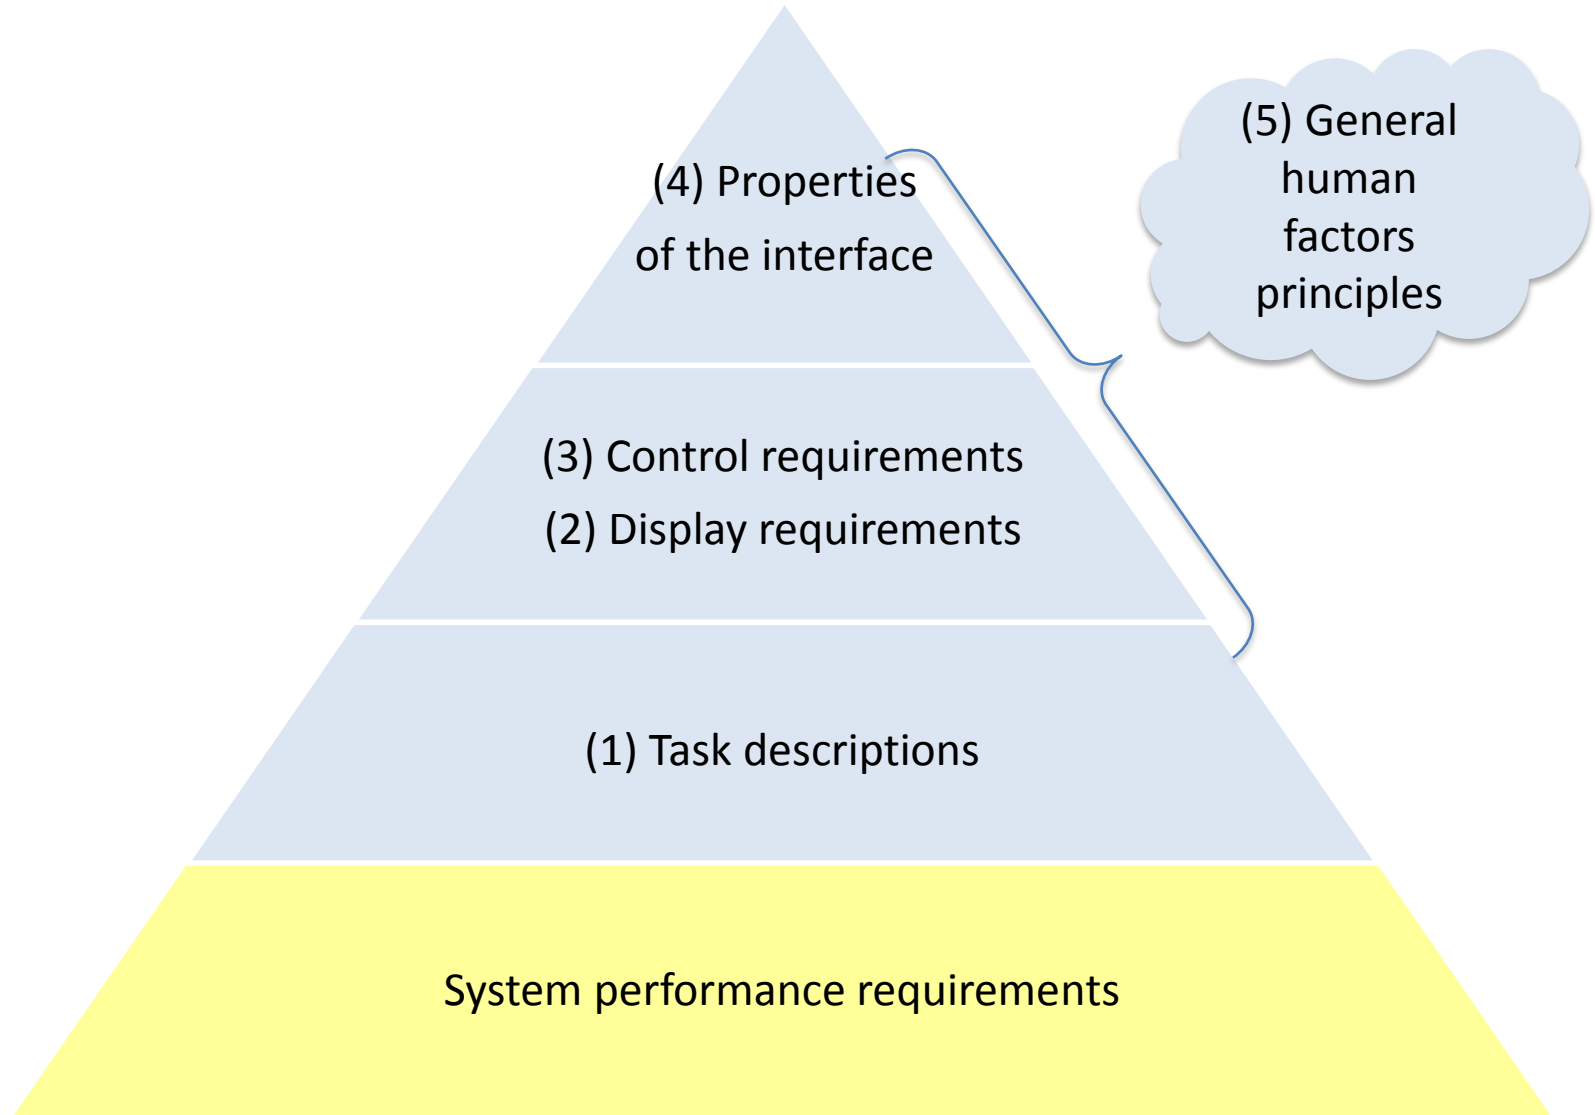 (4) Properties
of the interface
(5) General
human
factors
principles
(3) Control requirements
(2) Display requirements
(1) Task descriptions
System performance requirements